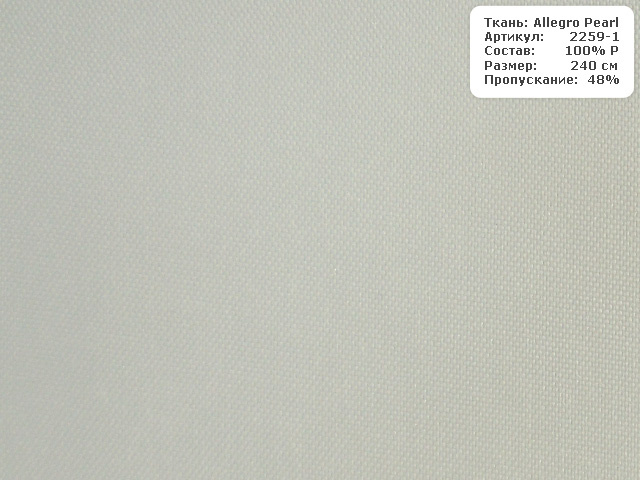 Ткань: Allegro Pearl
Артикул: 2259-1
Состав: 100% P
Размер: 240 см
Пропускание: 48%